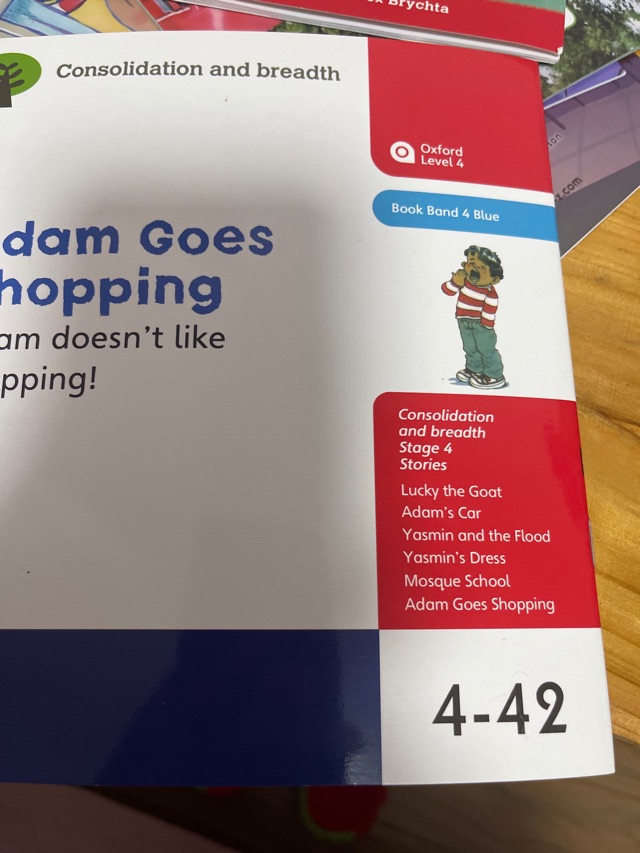 Brychta
Consolidation and breadth
Oxford
Level 4
Book Band 4 Blue
dam Goes
hopping
am doesn't like
pping!
Consolidation
and breadth
Stage 4
Stories
Lucky the Goat
Adam's Car
Yasmin and the Flood
Yasmin's Dress
Mosque School
Adam Goes Shopping
4-42